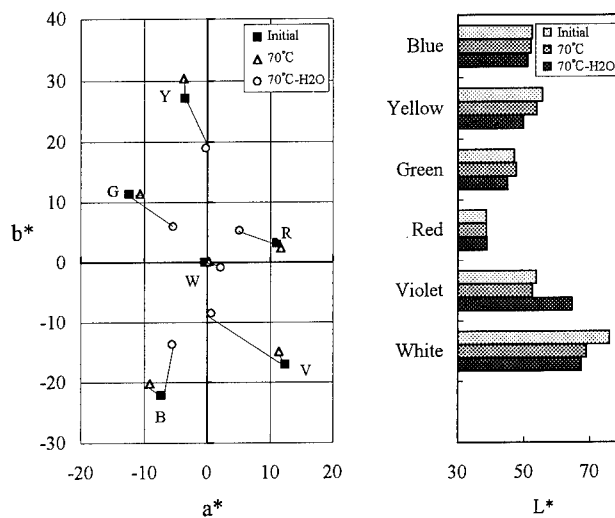 40
30
20
10
0
-10
-20
-30
b*
-20
-10
0
10
20
a*
Initial
70°C
70°C-H2O
Y
G
R
W
V
B
Initial
70°C
70°C-H2O
Blue
Yellow
Green
Red
Violet
White
30
50
70
L*